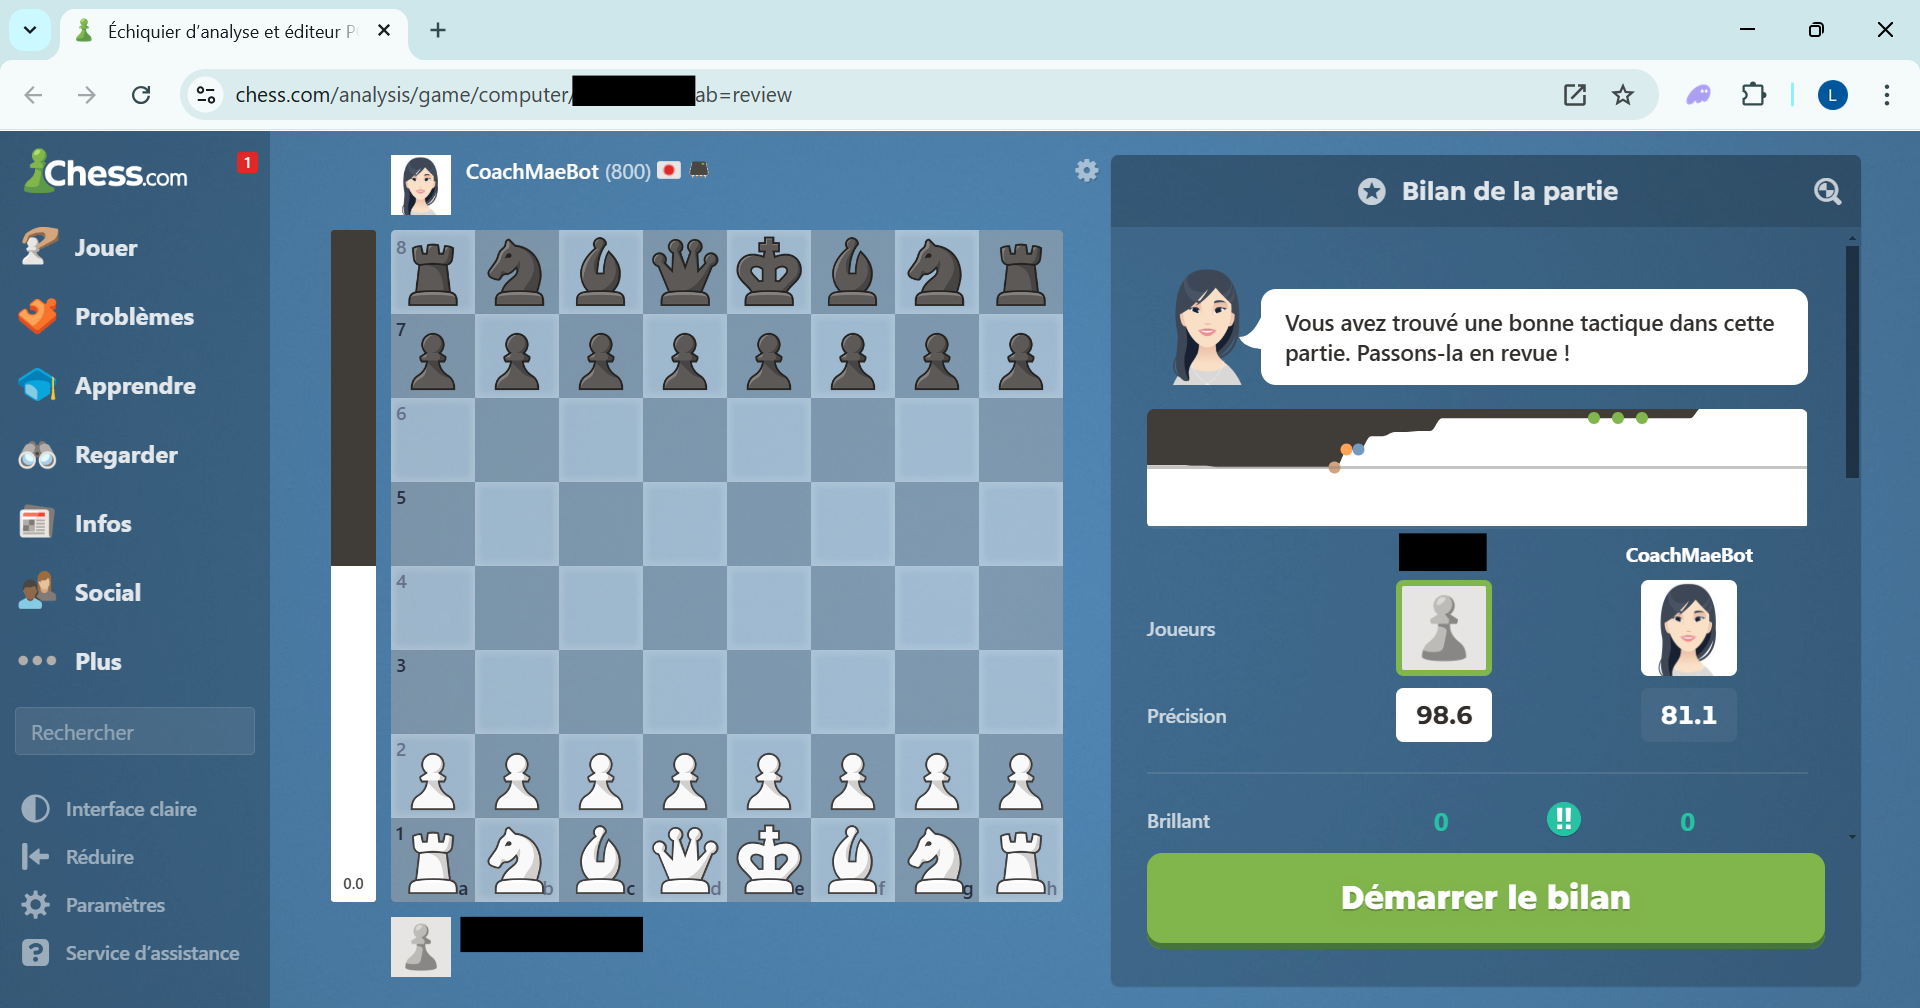 Échiquier d'analyse et éditeur
chess.com/analysis/game/computer/
ab=review
L
Chess.com
1
Jouer
Problèmes
Apprendre
Regarder
Infos
Social
Plus
Rechercher
Interface claire
Réduire
Paramètres
Service d'assistance
CoachMaeBot (800)
8
7
6
5
4
3
2
1
a b c d e f g h
0.0
Bilan de la partie
Vous avez trouvé une bonne tactique dans cette
partie. Passons-la en revue !
CoachMaeBot
Joueurs
Précision 98.6 81.1
Brillant 0 !! 0
Démarrer le bilan